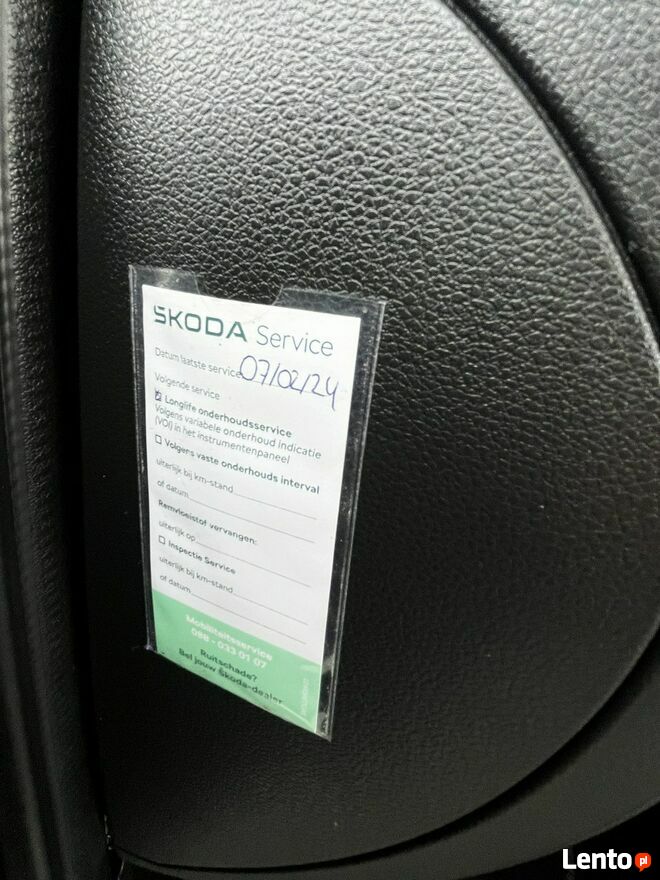 ŠKODA Service
Datum laatste service 07/02/24
Volgende service
Longlife onderhoudsservice
Volgens variabele onderhoud indicatie
(VOI) in het instrumentenpaneel
Volgens vaste onderhouds interval
uiterlijk bij km-stand
of datum
Remvloeistof vervangen:
uiterlijk op
Inspectie Service
uiterlijk bij km-stand
of datum
Mobiliteitsservice
088 - 033 01 07
Ruitschade?
Bel jouw Škoda-dealer
Lento.pl